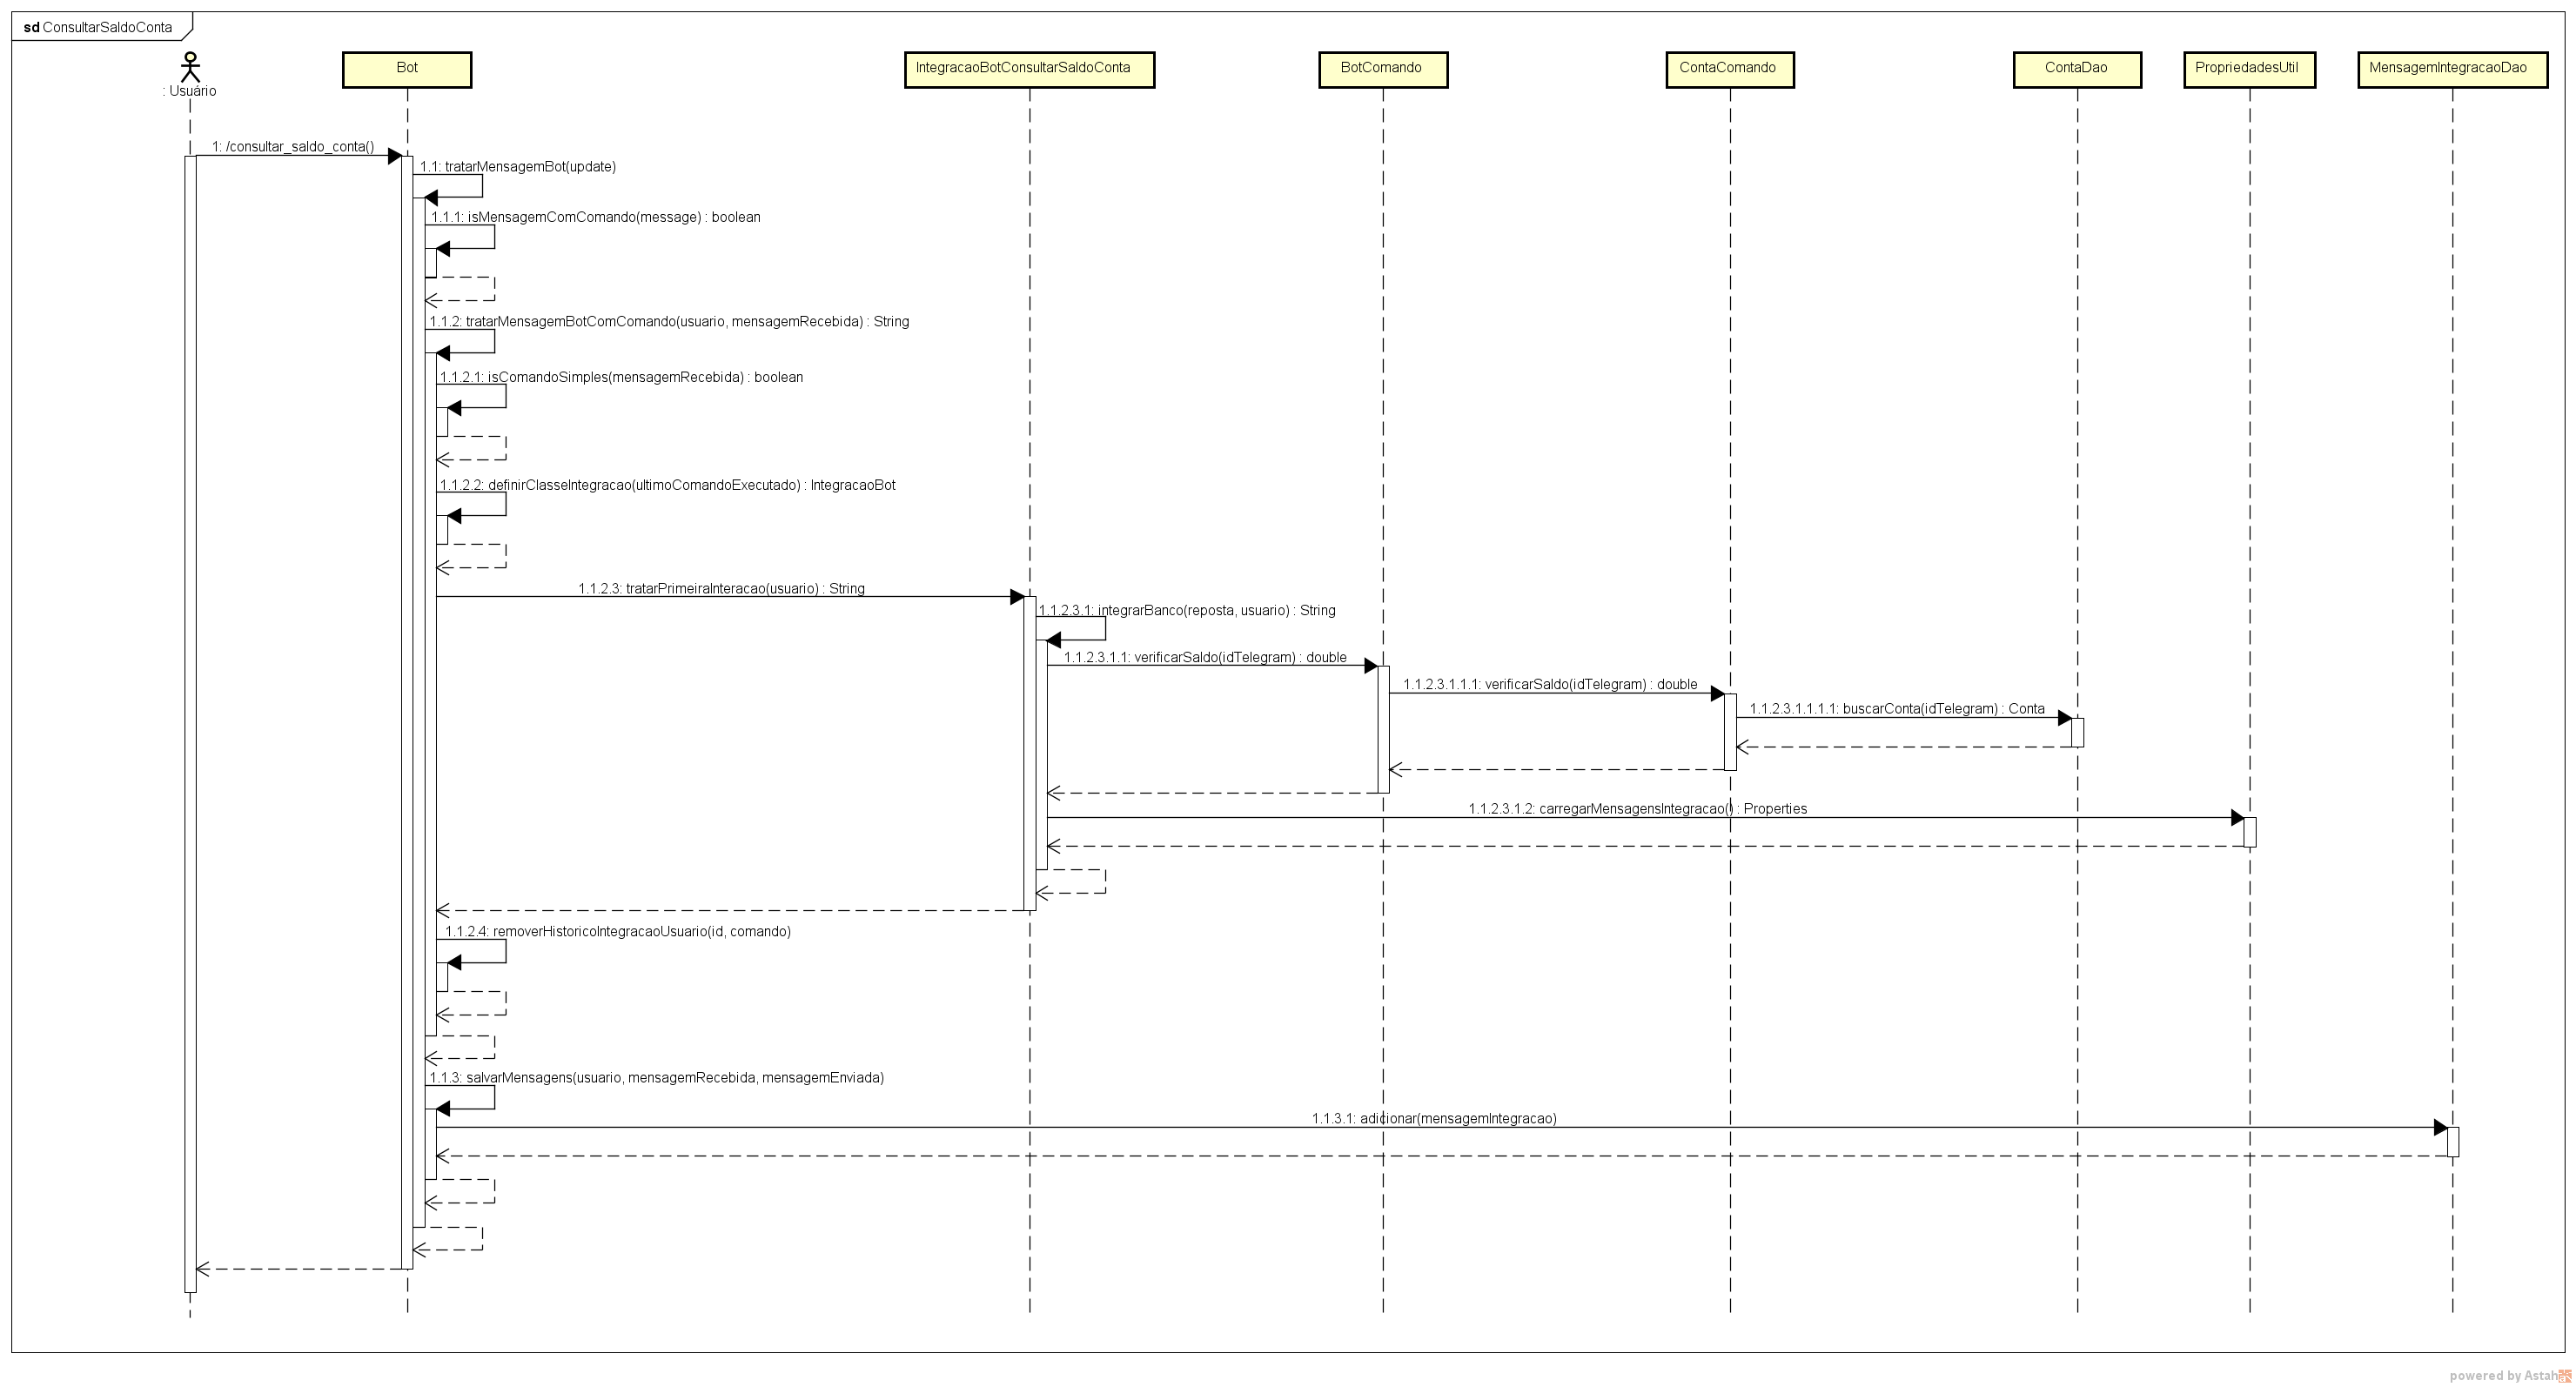 sd ConsultarSaldoConta
: Usuário
Bot
IntegracaoBotConsultarSaldoConta
BotComando
ContaComando
ContaDao
PropriedadesUtil
MensagemIntegracaoDao
1: /consultar_saldo_conta()
1.1: tratarMensagemBot(update)
1.1.1: isMensagemComComando(message) : boolean
1.1.2: tratarMensagemBotComComando(usuario, mensagemRecebida) : String
1.1.2.1: isComandoSimples(mensagemRecebida) : boolean
1.1.2.2: definirClasseIntegracao(ultimoComandoExecutado) : IntegracaoBot
1.1.2.3: tratarPrimeiraInteracao(usuario) : String
1.1.2.3.1: integrarBanco(reposta, usuario) : String
1.1.2.3.1.1: verificarSaldo(idTelegram) : double
1.1.2.3.1.1.1: verificarSaldo(idTelegram) : double
1.1.2.3.1.1.1.1: buscarConta(idTelegram) : Conta
1.1.2.3.1.2: carregarMensagensIntegracao() : Properties
1.1.2.4: removerHistoricoIntegracaoUsuario(id, comando)
1.1.3: salvarMensagens(usuario, mensagemRecebida, mensagemEnviada)
1.1.3.1: adicionar(mensagemIntegracao)
powered by Astah